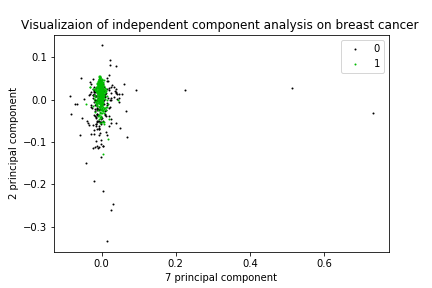 Visualizaion of independent component analysis on breast cancer
0
1
0.1
0.0
−0.1
−0.2
−0.3
2 principal component
0.0 0.2 0.4 0.6
7 principal component